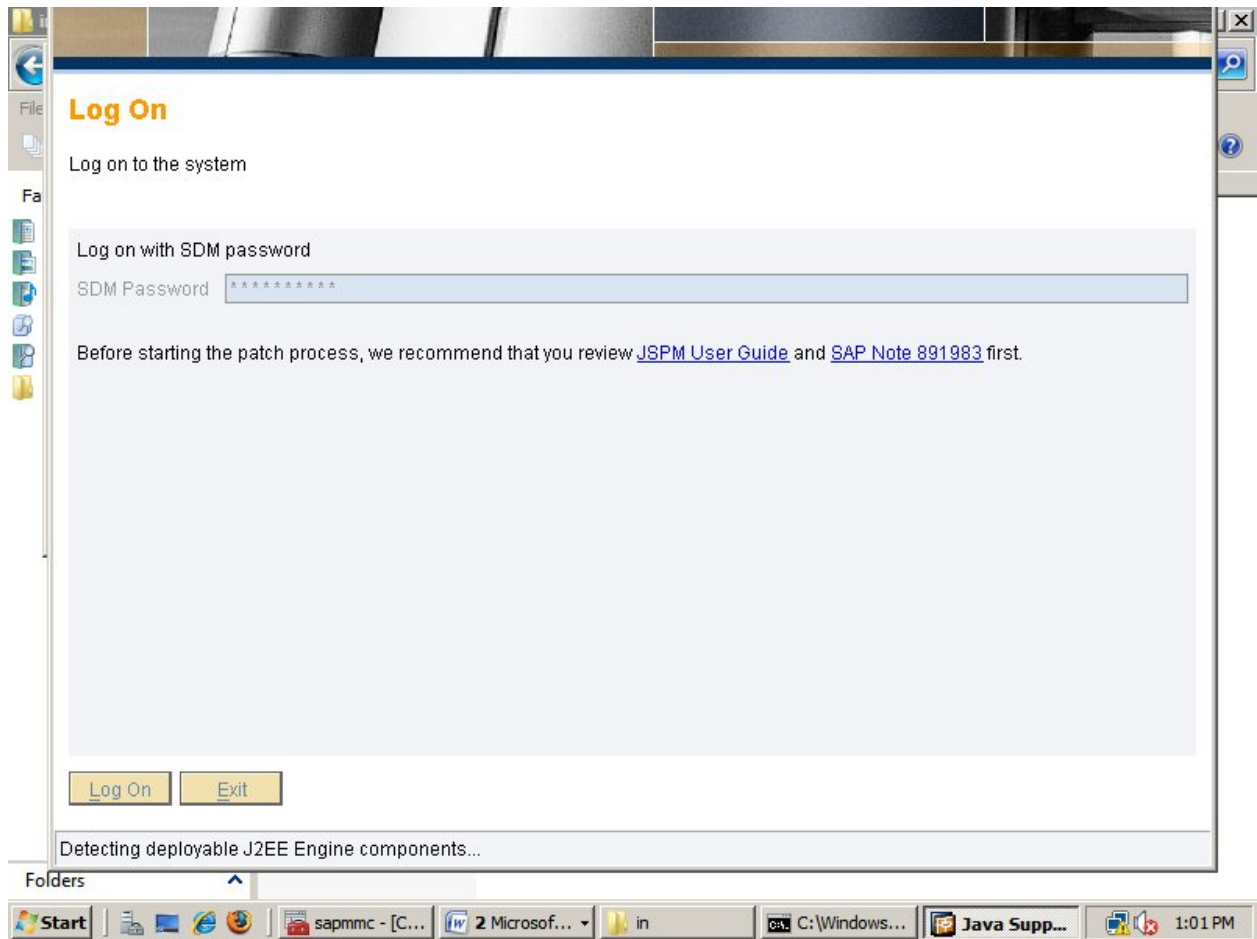 File
Log On
Log on to the system
Fa
Log on with SDM password
SDM Password **********
Before starting the patch process, we recommend that you review JSPM User Guide and SAP Note 891983 first.
Log On Exit
Detecting deployable J2EE Engine components...
Folders
Start sapmmc - [C... 2 Microsof... in C:\Windows... Java Supp... 1:01 PM